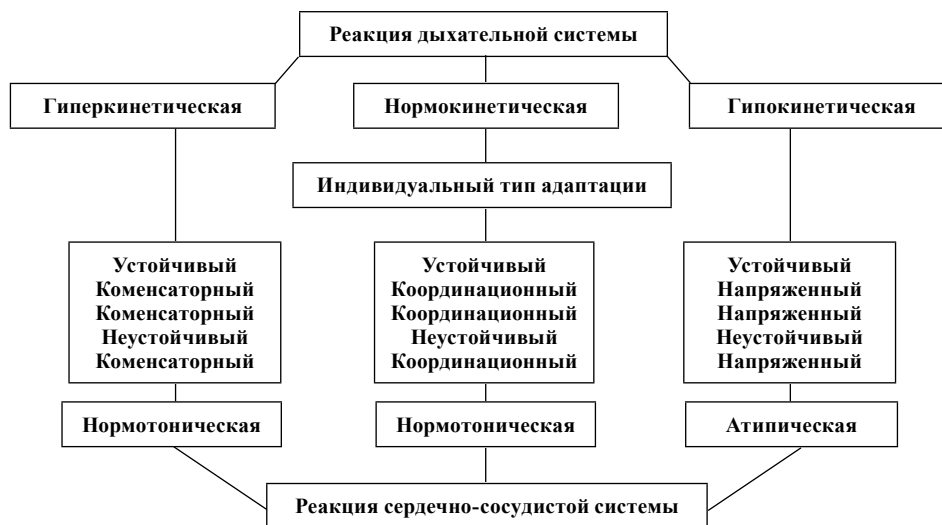 Реакция дыхательной системы
Гиперкинетическая
Нормокинетическая
Гипокинетическая
Индивидуальный тип адаптации
Устойчивый
Коменсаторный
Коменсаторный
Неустойчивый
Коменсаторный
Устойчивый
Координационный
Координационный
Неустойчивый
Координационный
Устойчивый
Напряженный
Напряженный
Неустойчивый
Напряженный
Нормотоническая
Нормотоническая
Атипическая
Реакция сердечно-сосудистой системы